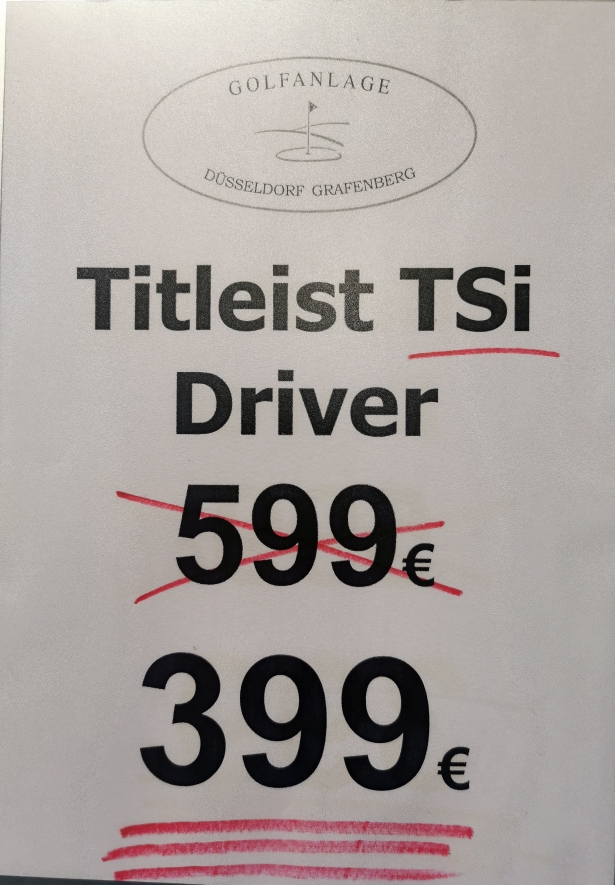 GOLFANLAGE
DÜSSELDORF GRAFENBERG
Titleist TSi
Driver
599€
399€